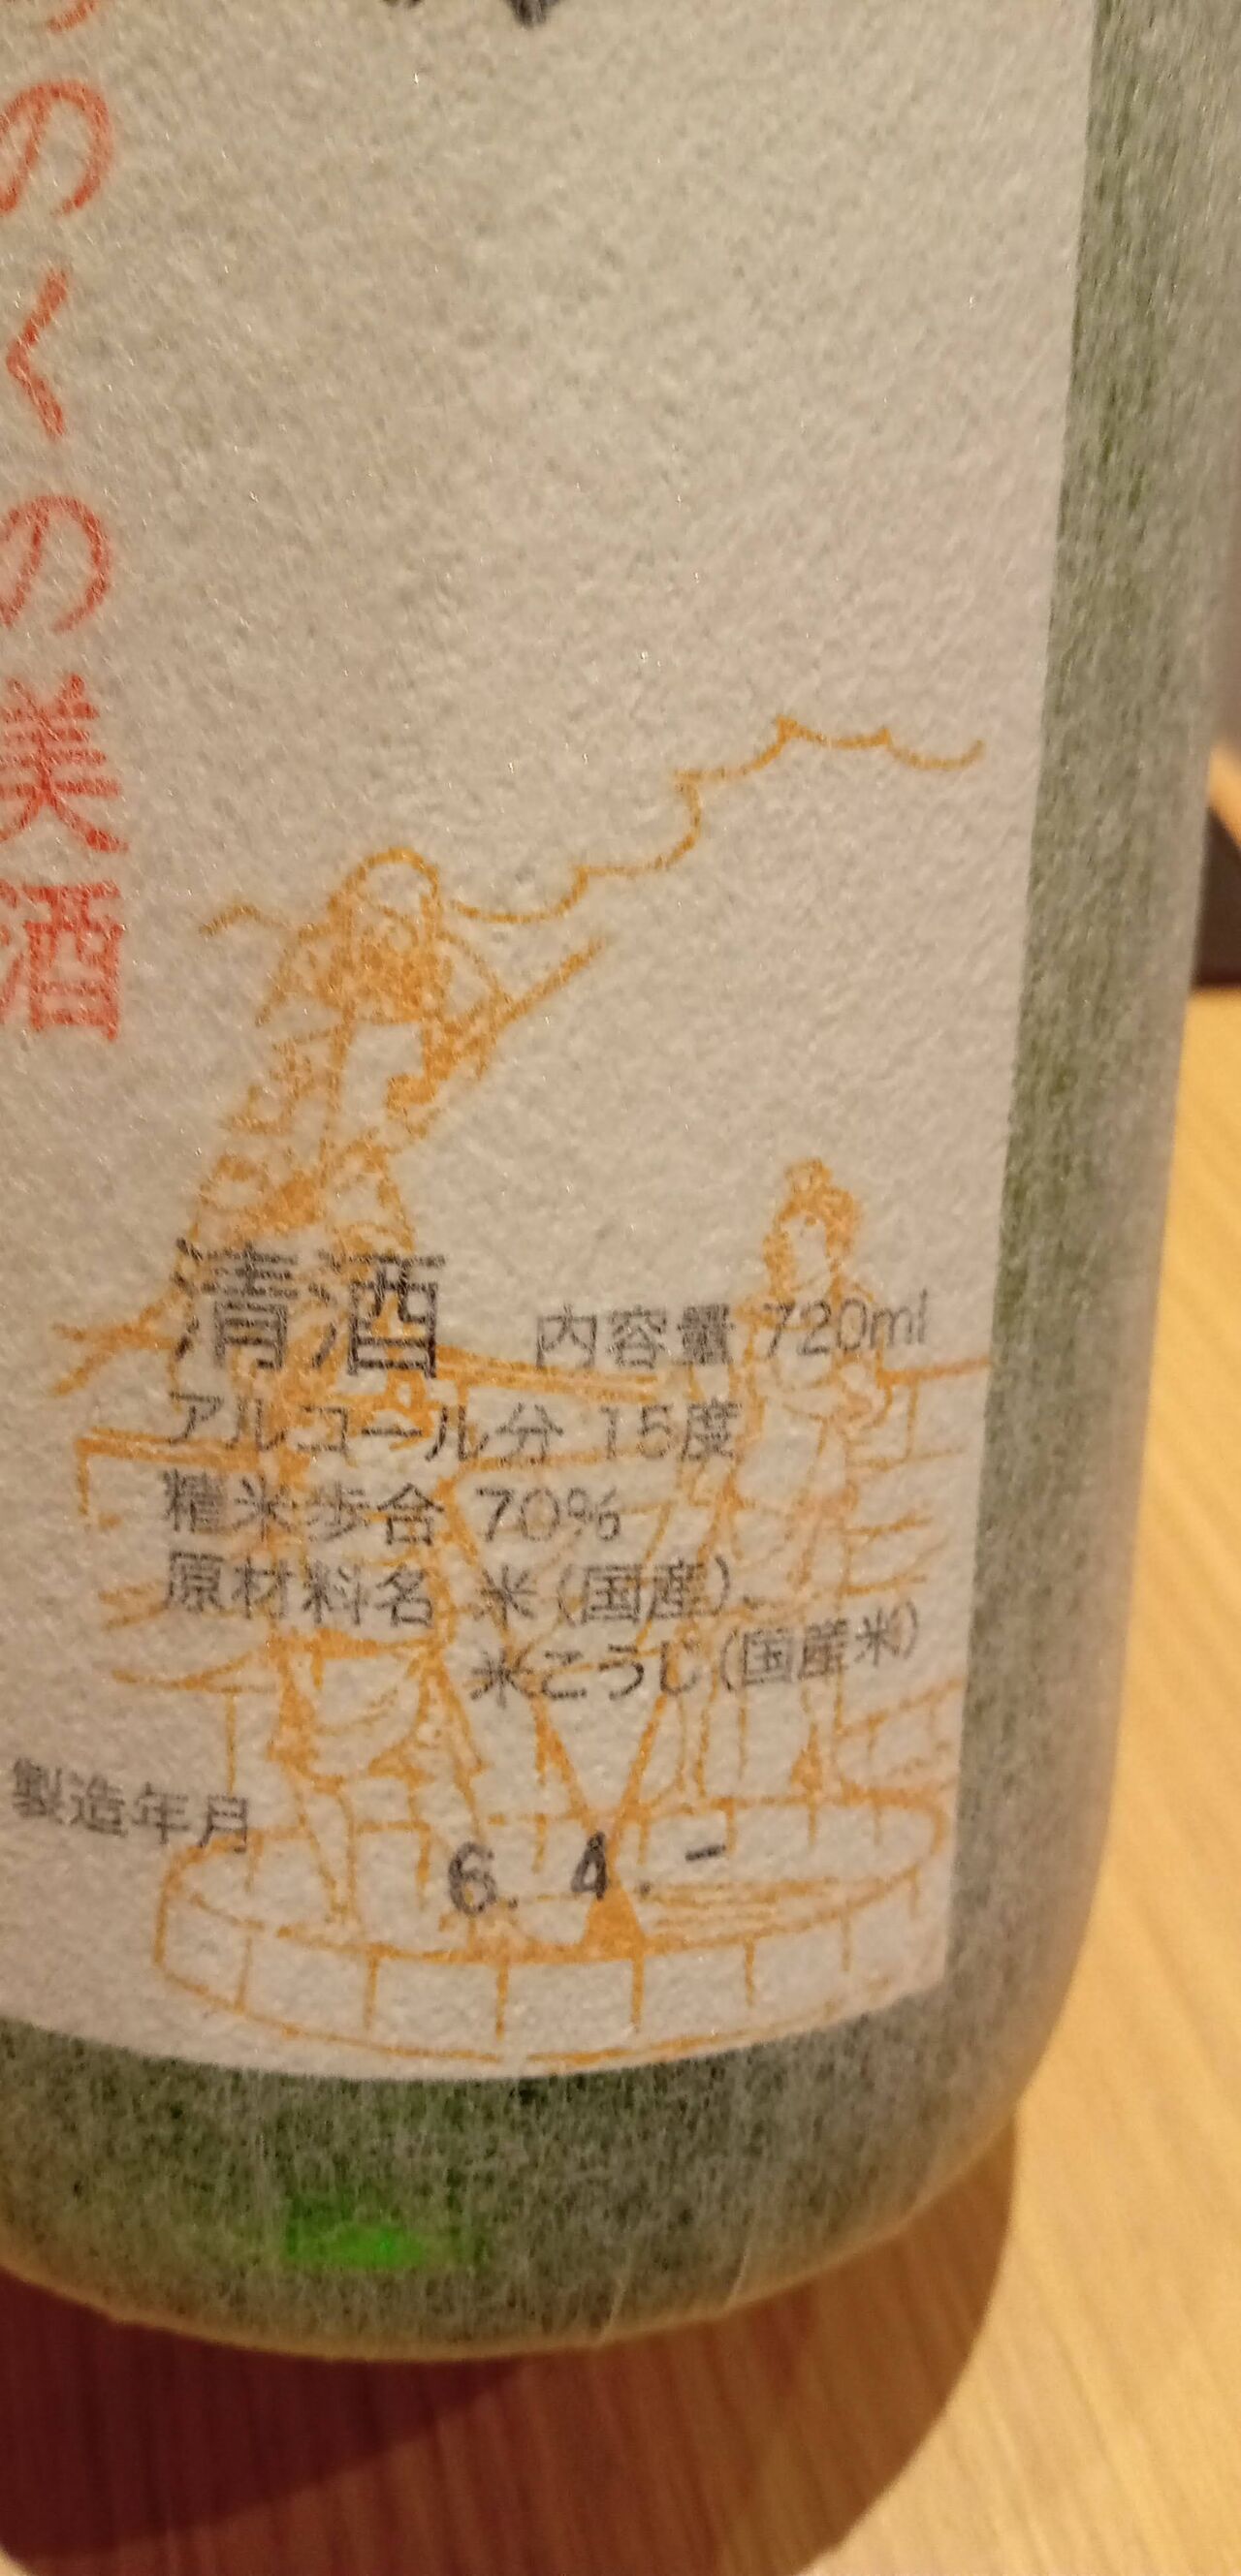 のくの美酒
清酒 内容量 720ml
アルコール分 15度
精米歩合 70%
原材料名 米(国産)、
米こうじ(国産米)
製造年月
6. 4. -